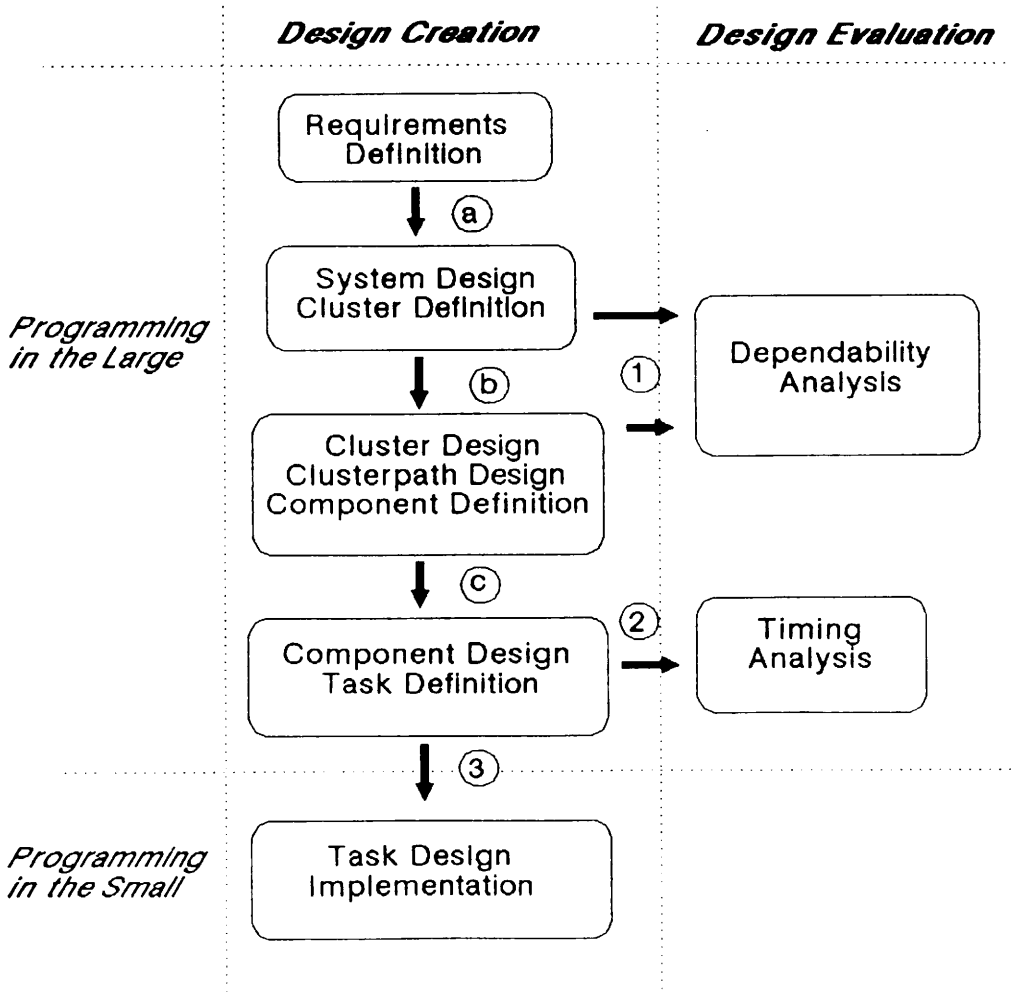 Design Creation
Design Evaluation
Requirements
Definition
a
System Design
Cluster Definition
Programming
in the Large
Dependability
Analysis
1
b
Cluster Design
Clusterpath Design
Component Definition
c
2
Component Design
Task Definition
Timing
Analysis
3
Programming
in the Small
Task Design
Implementation